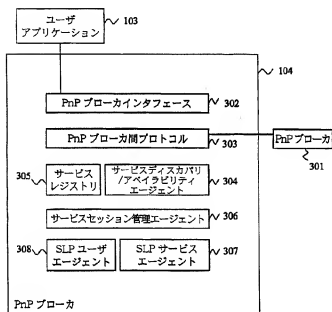 ユーザ
アプリケーション
103
104
PnP ブローカインタフェース
302
PnP ブローカ間プロトコル
303
PnP ブローカ
301
305
サービス
レジストリ
サービスディスカバリ
/アベイラビリティ
エージェント
304
サービスセッション管理エージェント
306
308
SLP ユーザ
エージェント
SLP サービス
エージェント
307
PnP ブローカ